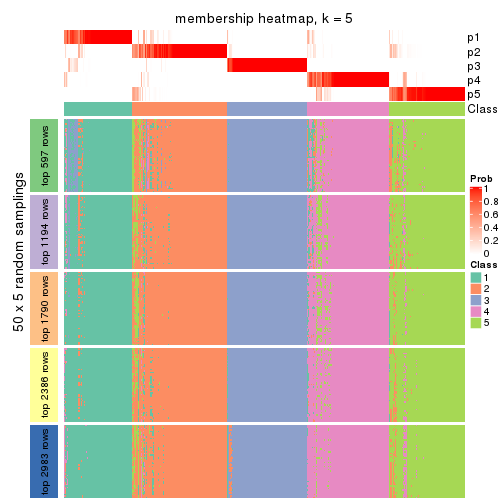 membership heatmap, k = 5
p1
p2
p3
p4
p5
Class
50 x 5 random samplings
top 597 rows
top 1194 rows
top 1790 rows
top 2386 rows
top 2983 rows
Prob
1
0.8
0.6
0.4
0.2
0
Class
1
2
3
4
5